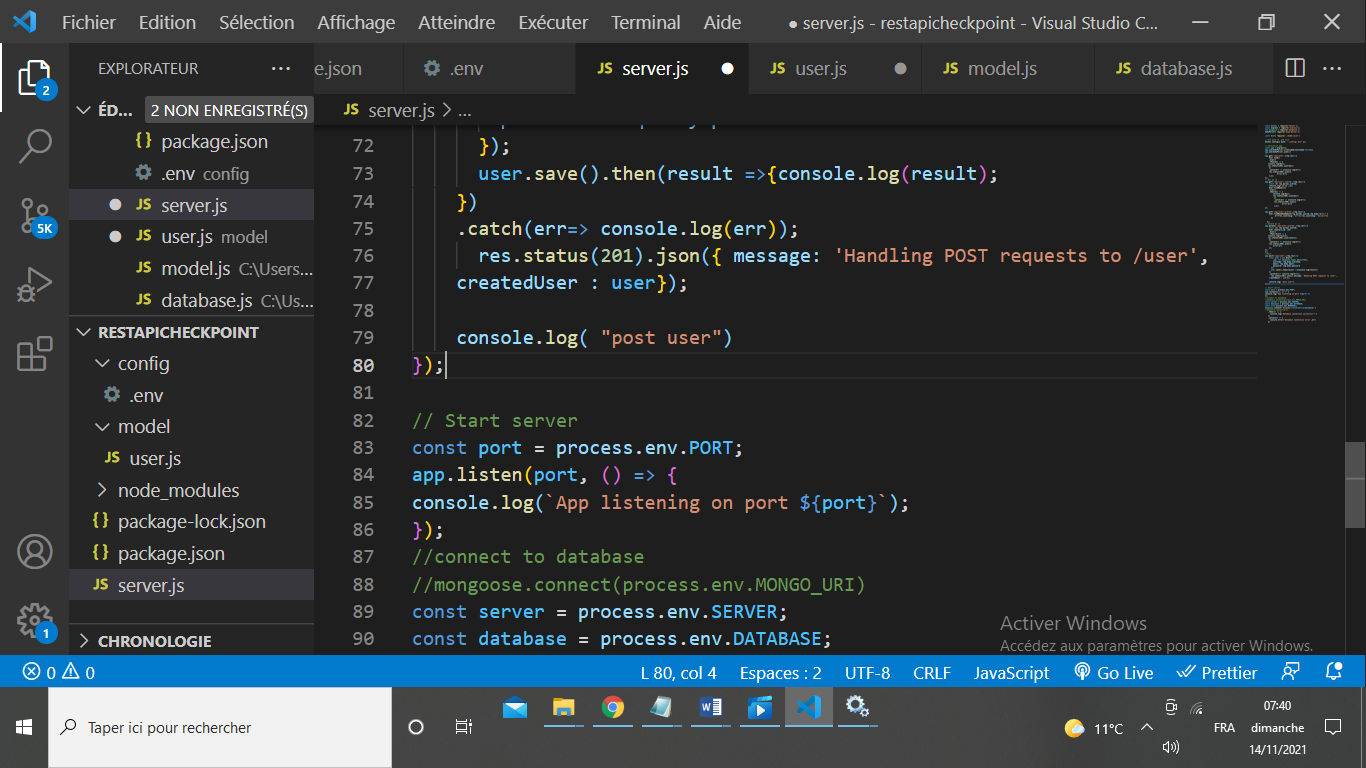 Fichier Edition Sélection Affichage Atteindre Exécuter Terminal Aide ● server.js - restapicheckpoint - Visual Studio C...
EXPLORATEUR ...
e.json
.env
JS server.js ●
JS user.js ●
JS model.js
JS database.js
2
ÉD... 2 NON ENREGISTRÉ(S)
{} package.json
.env config
● JS server.js
● JS user.js model
JS model.js C:\Users...
JS database.js C:\Us...
5K
RESTAPICHECKPOINT
config
.env
model
JS user.js
node_modules
{} package-lock.json
{} package.json
JS server.js
CHRONOLOGIE
1
JS server.js > ...
72 });
73 user.save().then(result =>{console.log(result);
74 })
75 .catch(err=> console.log(err));
76 res.status(201).json({ message: 'Handling POST requests to /user',
77 createdUser : user});
78
79 console.log( "post user")
80 });
81
82 // Start server
83 const port = process.env.PORT;
84 app.listen(port, () => {
85 console.log(`App listening on port ${port}`);
86 });
87 //connect to database
88 //mongoose.connect(process.env.MONGO_URI)
89 const server = process.env.SERVER;
90 const database = process.env.DATABASE;
Activer Windows
Accédez aux paramètres pour activer Windows.
0 0 L 80, col 4 Espaces : 2 UTF-8 CRLF JavaScript Go Live Prettier
Taper ici pour rechercher
11°C
FRA
07:40
dimanche
14/11/2021